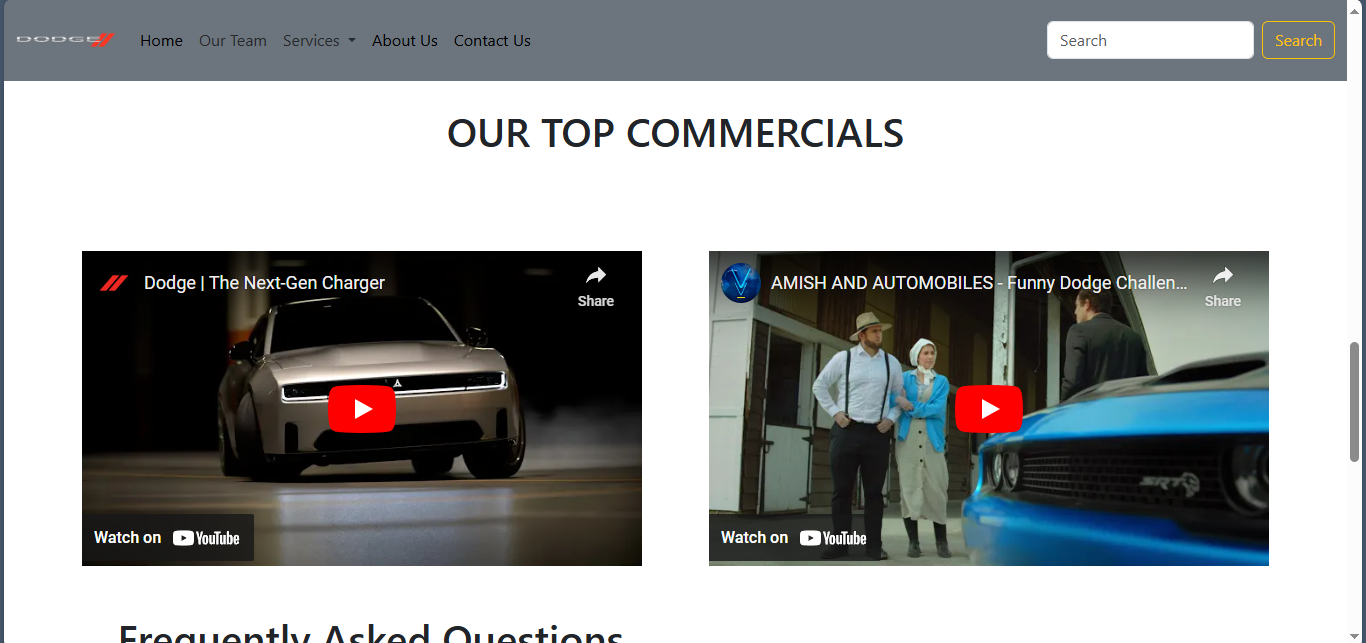 DODGE
Home
Our Team
Services
About Us
Contact Us
Search
Search
OUR TOP COMMERCIALS
Dodge | The Next-Gen Charger
Share
Watch on YouTube
AMISH AND AUTOMOBILES - Funny Dodge Challen...
Share
SRT
Watch on YouTube
Frequently Asked Questions